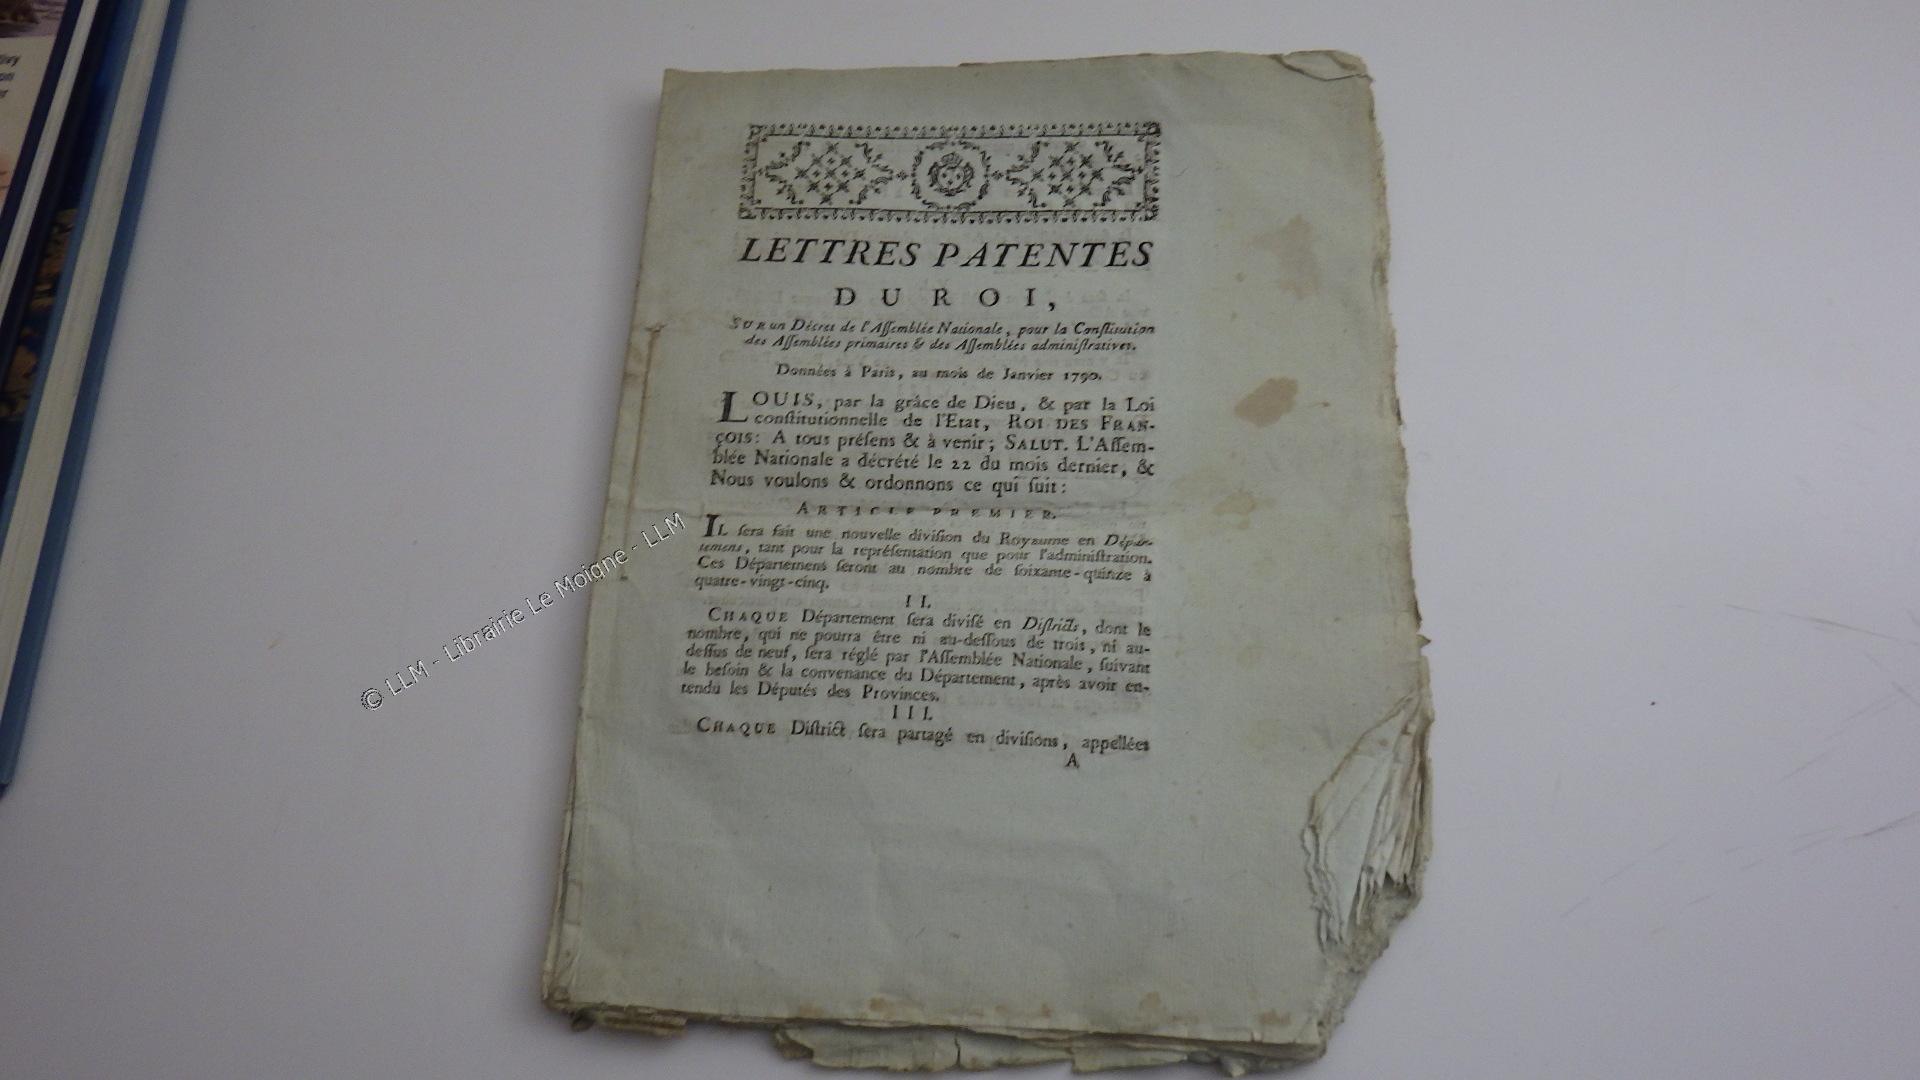 LETTRES PATENTES
DU ROI,
SUR un Décret de l'Aſſemblée Nationale, pour la Conſtitution
des Aſſemblées primaires & des Aſſemblées adminiſtratives.
Données à Paris, au mois de Janvier 1790.
LOUIS, par la grâce de Dieu, & par la Loi
conſtitutionnelle de l'Etat, ROI DES FRAN-
ÇOIS: A tous préſens & à venir; SALUT. L'Aſſem-
blée Nationale a décrété le 22 du mois dernier, &
Nous voulons & ordonnons ce qui ſuit:
ARTICLE PREMIER.
IL ſera fait une nouvelle diviſion du Royaume en Dépar-
temens, tant pour la repréſentation que pour l'adminiſtration.
Ces Départemens ſeront au nombre de ſoixante-quinze à
quatre-vingt-cinq.
II.
CHAQUE Département ſera diviſé en Diſtricts, dont le
nombre, qui ne pourra être ni au-deſſous de trois, ni au-
deſſus de neuf, ſera réglé par l'Aſſemblée Nationale, ſuivant
le beſoin & la convenance du Département, après avoir en-
tendu les Députés des Provinces.
III.
CHAQUE Diſtrict ſera partagé en diviſions, appellées
A
© LLM - Librairie Le Moigne - LLM